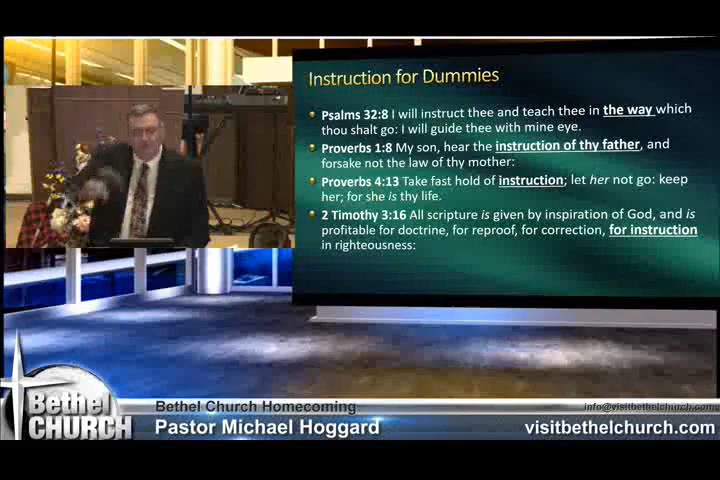 Instruction for Dummies
Psalms 32:8 I will instruct thee and teach thee in the way which
thou shalt go: I will guide thee with mine eye.
Proverbs 1:8 My son, hear the instruction of thy father, and
forsake not the law of thy mother:
Proverbs 4:13 Take fast hold of instruction; let her not go: keep
her; for she is thy life.
2 Timothy 3:16 All scripture is given by inspiration of God, and is
profitable for doctrine, for reproof, for correction, for instruction
in righteousness:
Bethel
CHURCH
Bethel Church Homecoming
info@visitbethelchurch.com
Pastor Michael Hoggard
visitbethelchurch.com